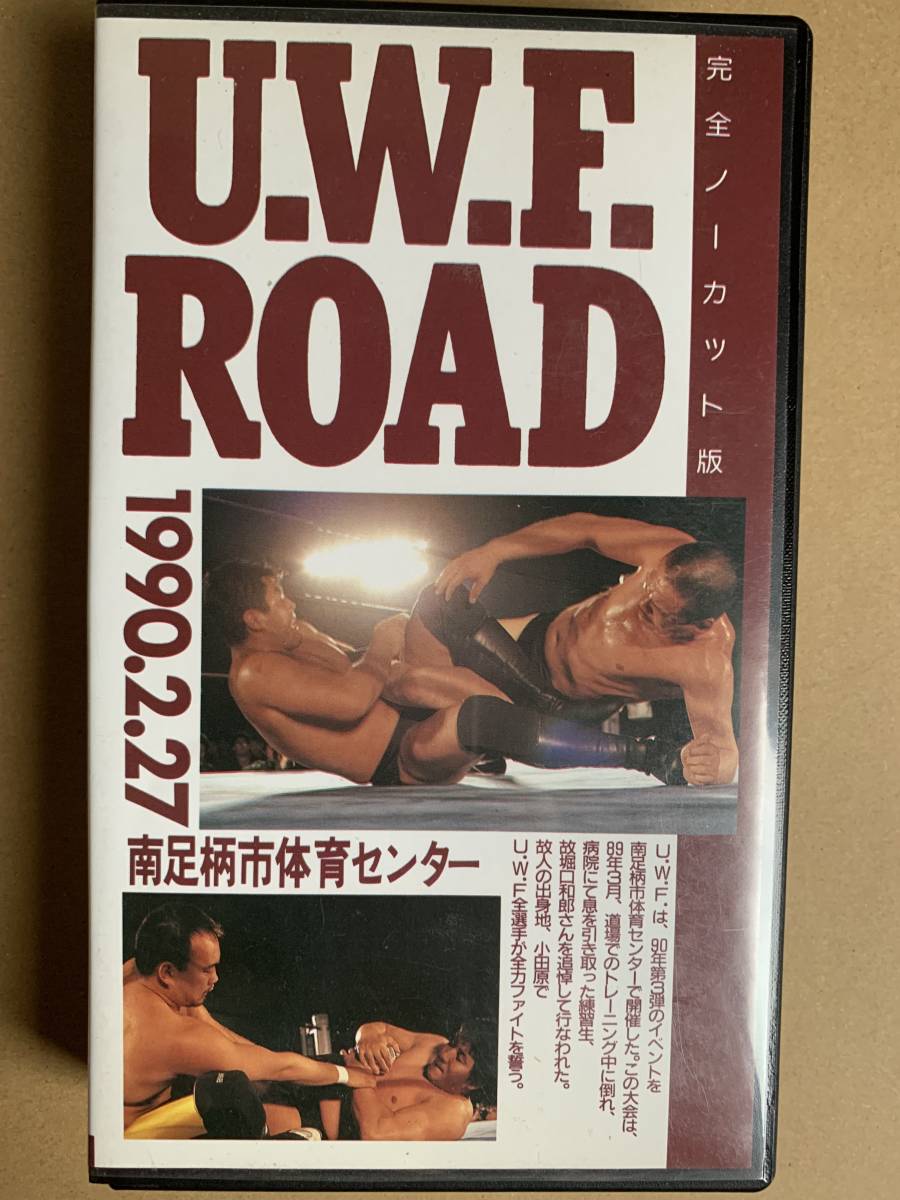 U.W.F.
ROAD
完全ノーカット版
1990.2.27
南足柄市体育センター
U.W.F.は、90年第3弾のイベントを
南足柄市体育センターで開催した。この大会は、
89年3月、道場でのトレーニング中に倒れ、
病院にて息を引き取った練習生、
故堀口和郎さんを追悼して行なわれた。
故人の出身地、小田原で
U.W.F全選手が全力ファイトを誓う。